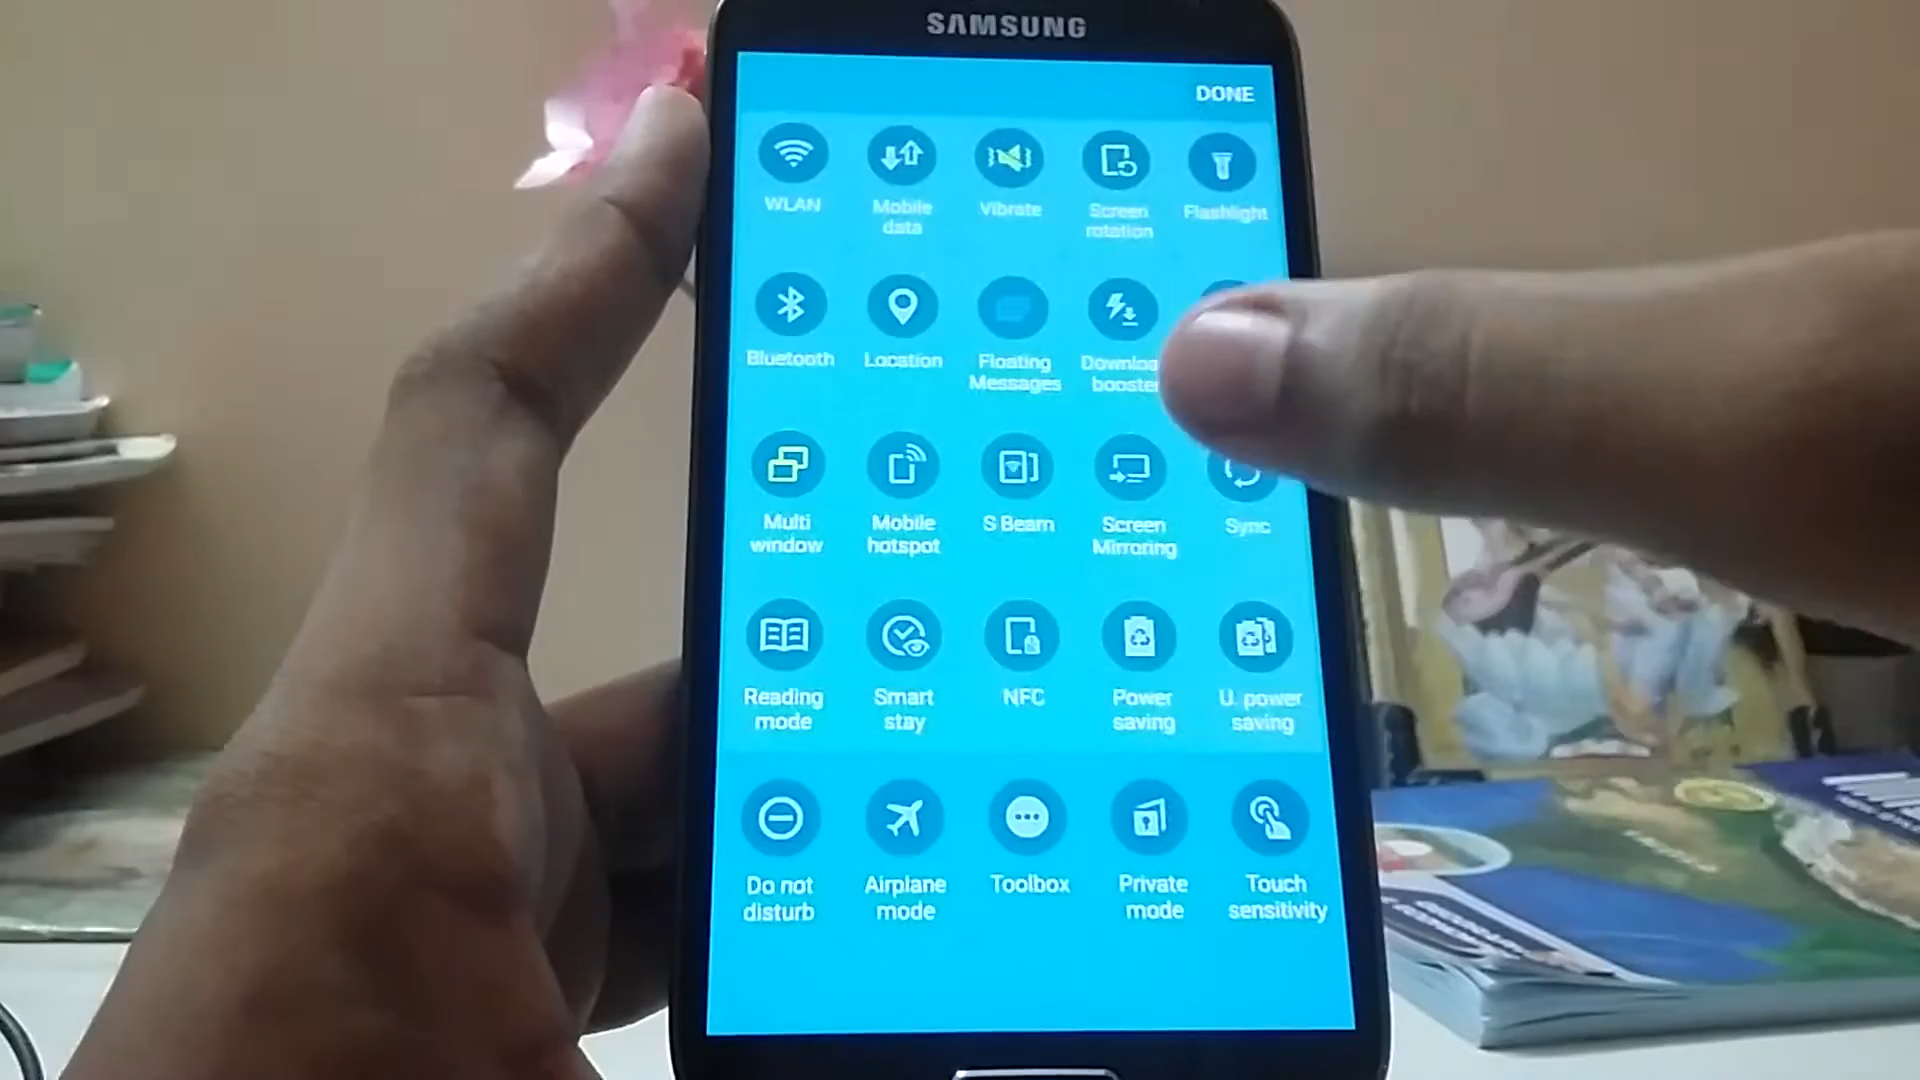 SAMSUNG
DONE
WLAN
Mobile
data
Vibrate
Screen
rotation
Flashlight
Bluetooth
Location
Floating
Messages
booster
Multi
window
Mobile
hotspot
S Beam
Screen
Mirroring
Sync
Reading
mode
Smart
stay
NFC
Power
saving
U. power
saving
Do not
disturb
Airplane
mode
Toolbox
Private
mode
Touch
sensitivity